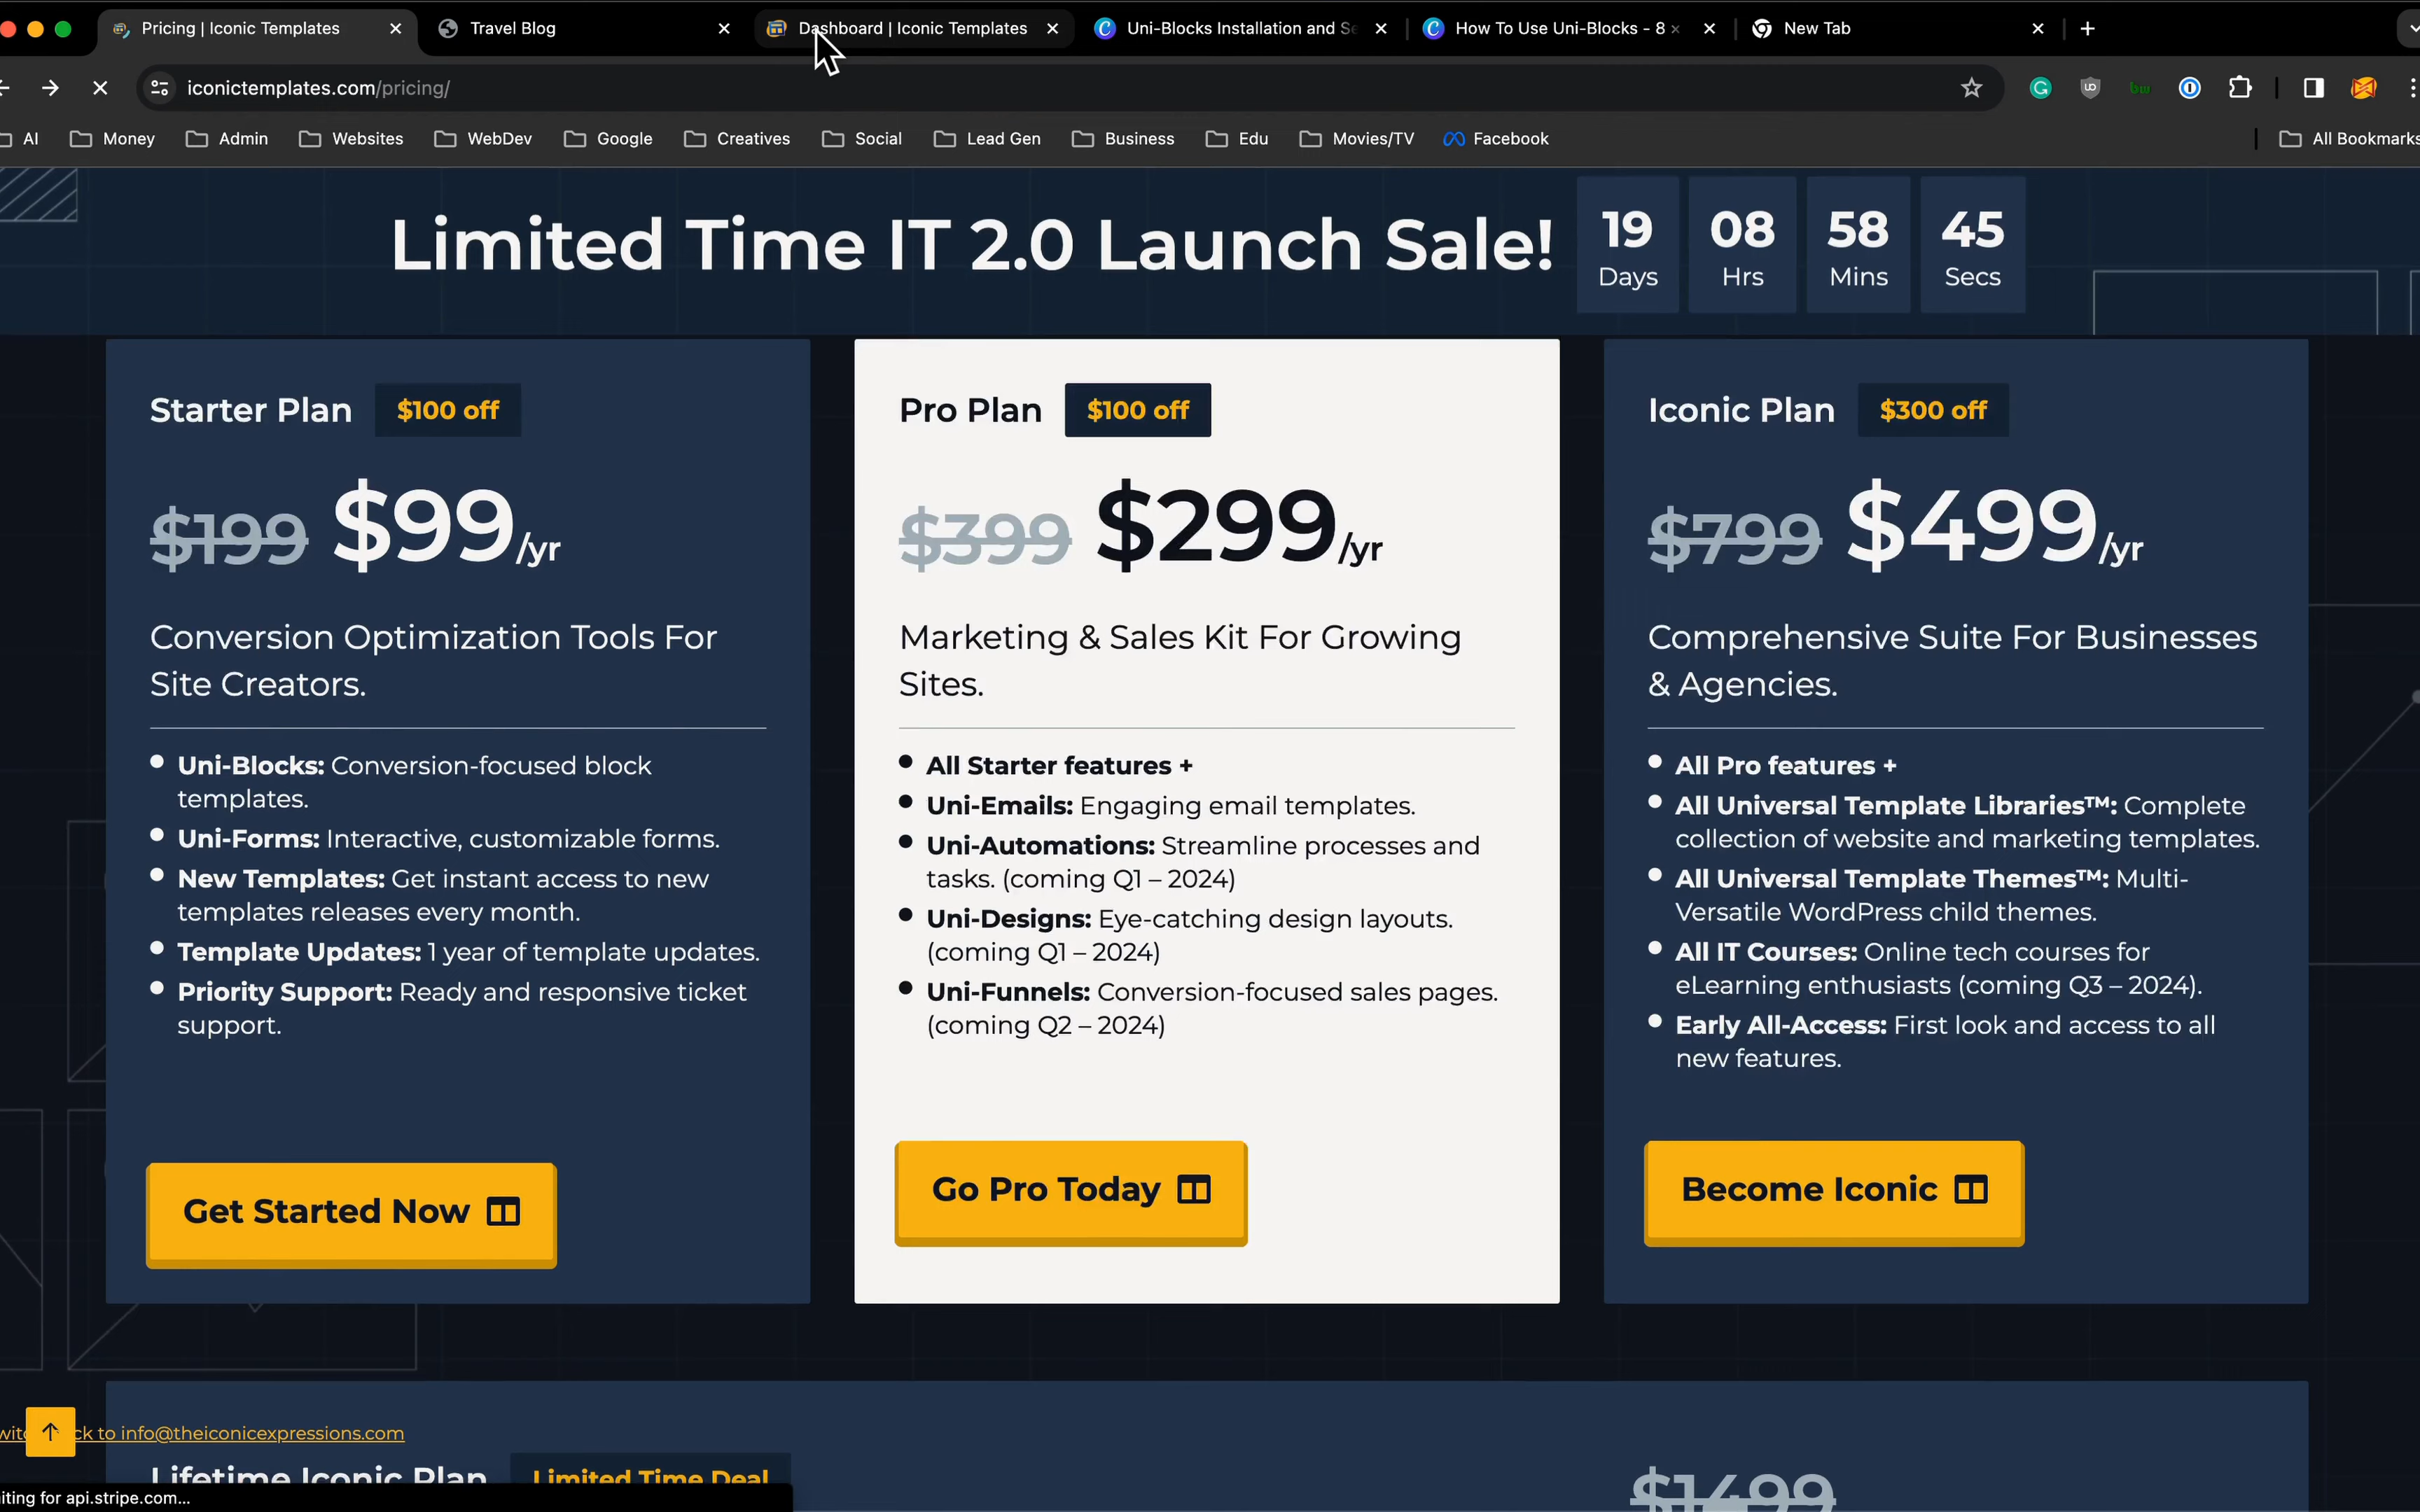 Pricing | Iconic Templates
Travel Blog
Dashboard | Iconic Templates
Uni-Blocks Installation and Se
How To Use Uni-Blocks - 8 x
New Tab
iconictemplates.com/pricing/
AI
Money
Admin
Websites
WebDev
Google
Creatives
Social
Lead Gen
Business
Edu
Movies/TV
Facebook
All Bookmarks
Limited Time IT 2.0 Launch Sale!
19 08 58 45
Days Hrs Mins Secs
Starter Plan $100 off
$199 $99/yr
Conversion Optimization Tools For
Site Creators.
Uni-Blocks: Conversion-focused block
templates.
Uni-Forms: Interactive, customizable forms.
New Templates: Get instant access to new
templates releases every month.
Template Updates: 1 year of template updates.
Priority Support: Ready and responsive ticket
support.
Get Started Now
Pro Plan $100 off
$399 $299/yr
Marketing & Sales Kit For Growing
Sites.
All Starter features +
Uni-Emails: Engaging email templates.
Uni-Automations: Streamline processes and
tasks. (coming Q1 – 2024)
Uni-Designs: Eye-catching design layouts.
(coming Q1 – 2024)
Uni-Funnels: Conversion-focused sales pages.
(coming Q2 – 2024)
Go Pro Today
Iconic Plan $300 off
$799 $499/yr
Comprehensive Suite For Businesses
& Agencies.
All Pro features +
All Universal Template Libraries™: Complete
collection of website and marketing templates.
All Universal Template Themes™: Multi-
Versatile WordPress child themes.
All IT Courses: Online tech courses for
eLearning enthusiasts (coming Q3 – 2024).
Early All-Access: First look and access to all
new features.
Become Iconic
ck to info@theiconicexpressions.com
Lifetime Iconic Plan Limited Time Deal
$1499
iting for api.stripe.com...